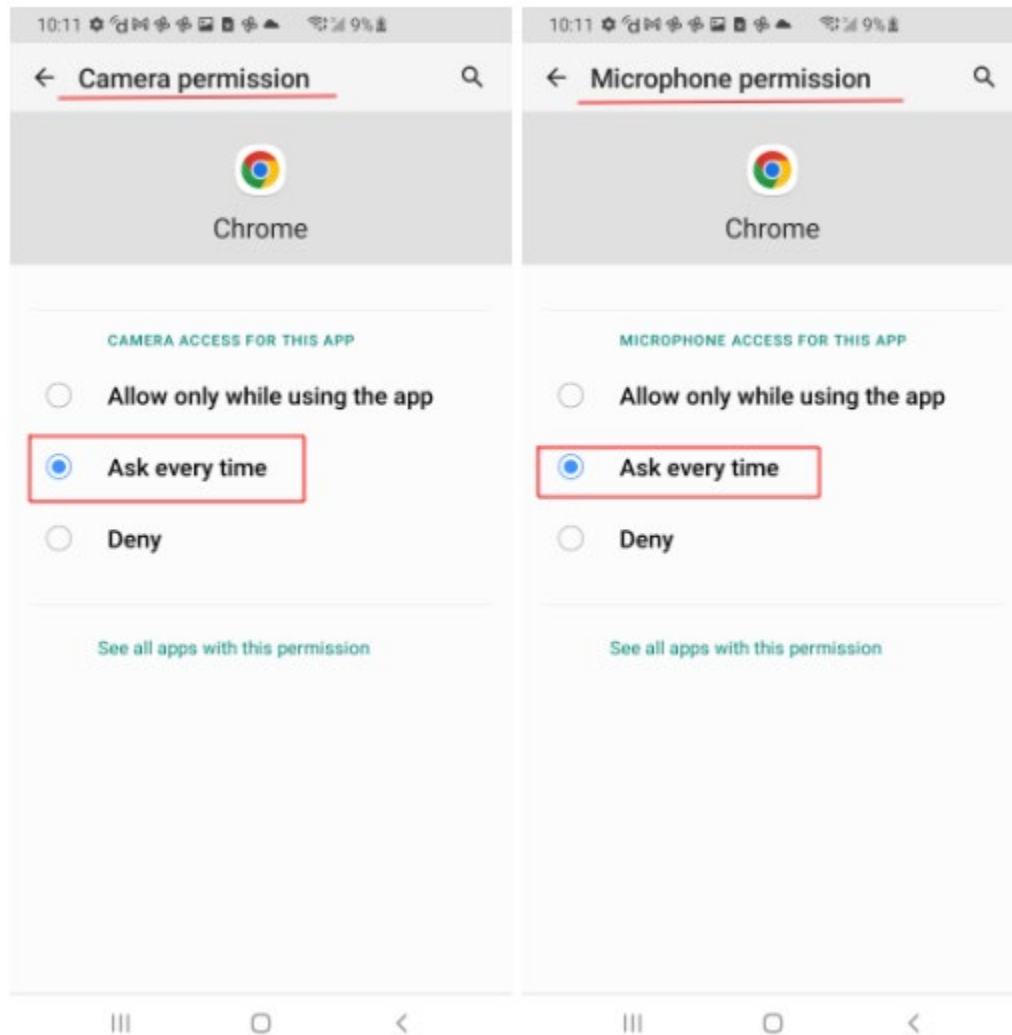 10:11 9%
Camera permission
Chrome
CAMERA ACCESS FOR THIS APP
Allow only while using the app
Ask every time
Deny
See all apps with this permission
10:11 9%
Microphone permission
Chrome
MICROPHONE ACCESS FOR THIS APP
Allow only while using the app
Ask every time
Deny
See all apps with this permission